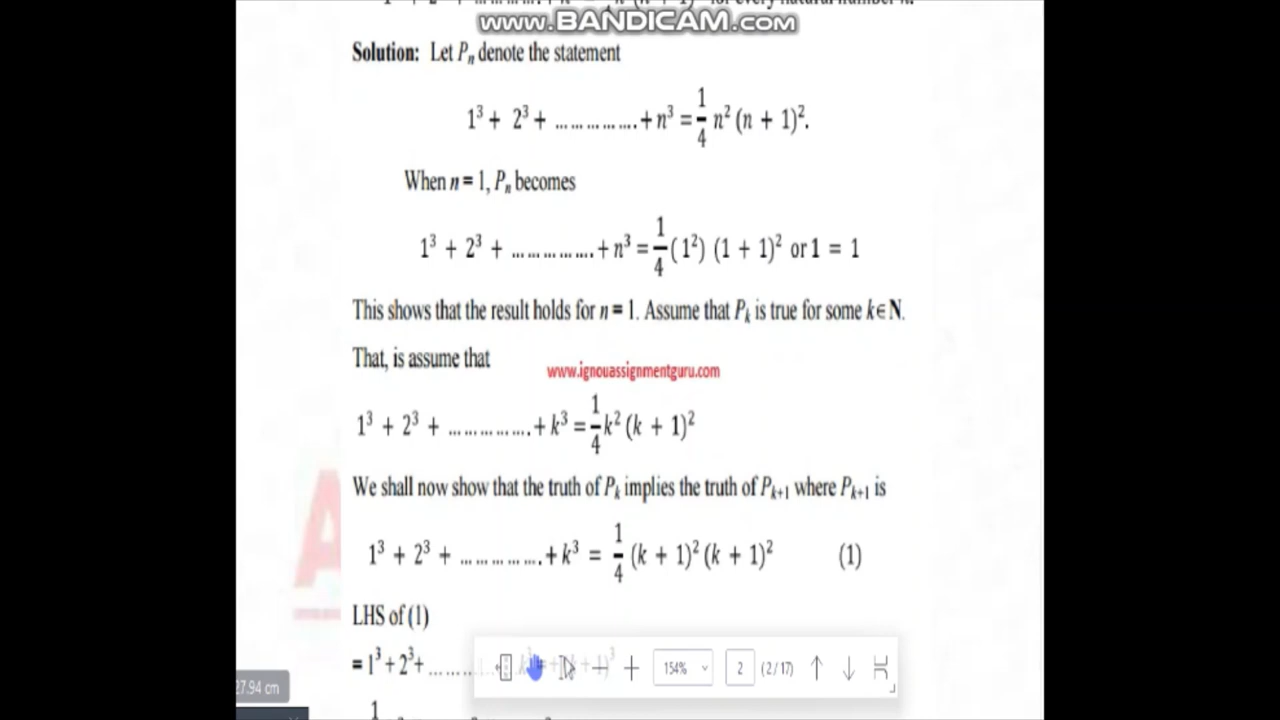 www.BANDICAM.com
Solution: Let Pₙ denote the statement
1³ + 2³ + ................ + n³ = 1/4 n² (n + 1)².
When n = 1, Pₙ becomes
1³ + 2³ + ................ + n³ = 1/4 (1²) (1 + 1)² or 1 = 1
This shows that the result holds for n = 1. Assume that Pₖ is true for some k∈N.
That, is assume that
www.ignouassignmentguru.com
1³ + 2³ + ................ + k³ = 1/4 k² (k + 1)²
We shall now show that the truth of Pₖ implies the truth of Pₖ₊₁ where Pₖ₊₁ is
1³ + 2³ + ................ + k³ = 1/4 (k + 1)² (k + 1)² (1)
LHS of (1)
= 1³ + 2³+ ........
154% 2 (2/17)
27.94 cm